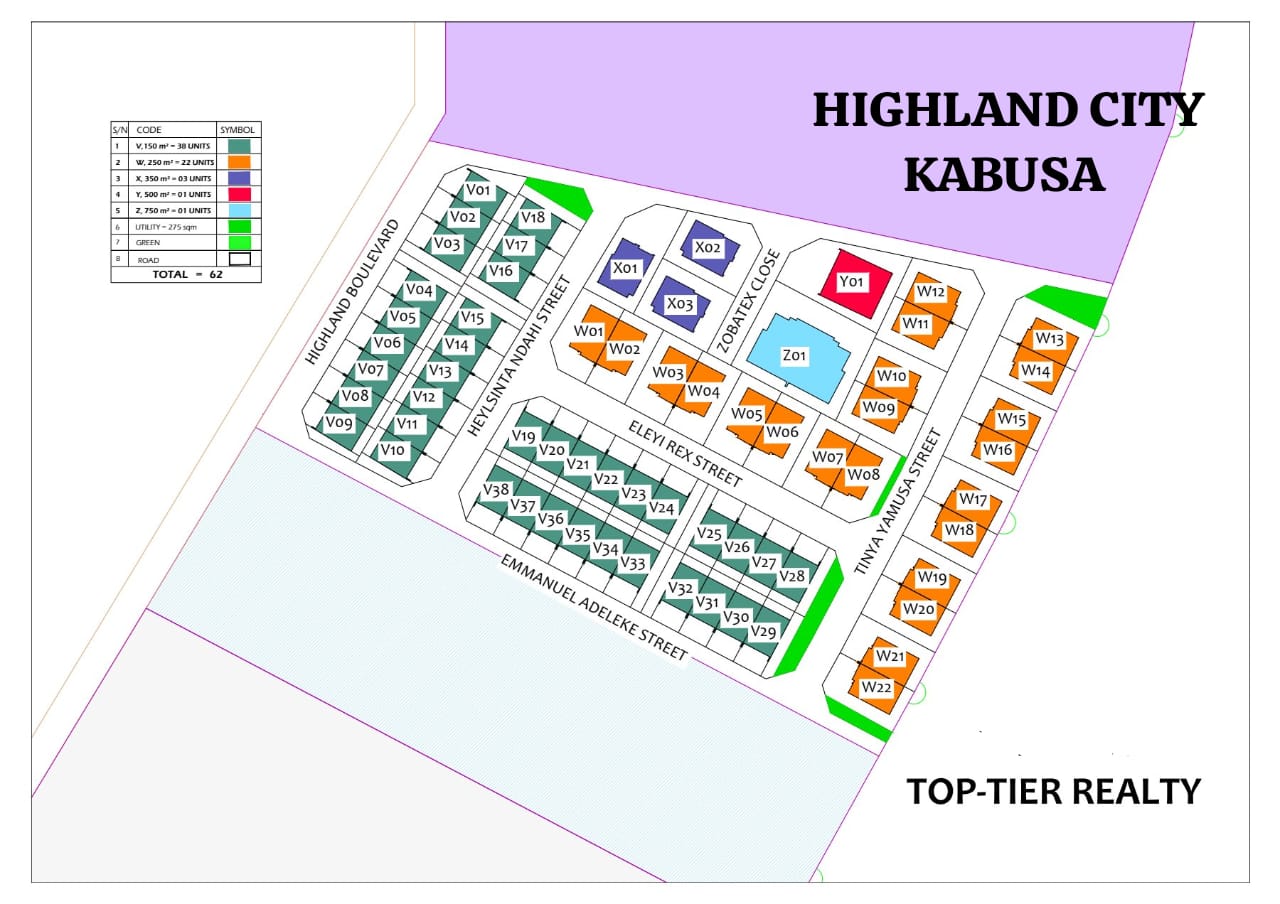 HIGHLAND CITY
KABUSA
S/N CODE SYMBOL
1 V,150 m² = 38 UNITS
2 W, 250 m² = 22 UNITS
3 X, 350 m² = 03 UNITS
4 Y, 500 m² = 01 UNITS
5 Z, 750 m² = 01 UNITS
6 UTILITY = 275 sqm
7 GREEN
8 ROAD
TOTAL = 62
HIGHLAND BOULEVARD
V01
V02
V03
V04
V05
V06
V07
V08
V09
V18
V17
V16
V15
V14
V13
V12
V11
V10
HEYLSINTA NDAHI STREET
X01
X02
X03
ZOBATEX CLOSE
Y01
Z01
W01
W02
W03
W04
W05
W06
W07
W08
W12
W11
W10
W09
ELEYI REX STREET
V19
V20
V21
V22
V23
V24
V25
V26
V27
V28
V38
V37
V36
V35
V34
V33
V32
V31
V30
V29
EMMANUEL ADELEKE STREET
TINYA YAMUSA STREET
W13
W14
W15
W16
W17
W18
W19
W20
W21
W22
TOP-TIER REALTY